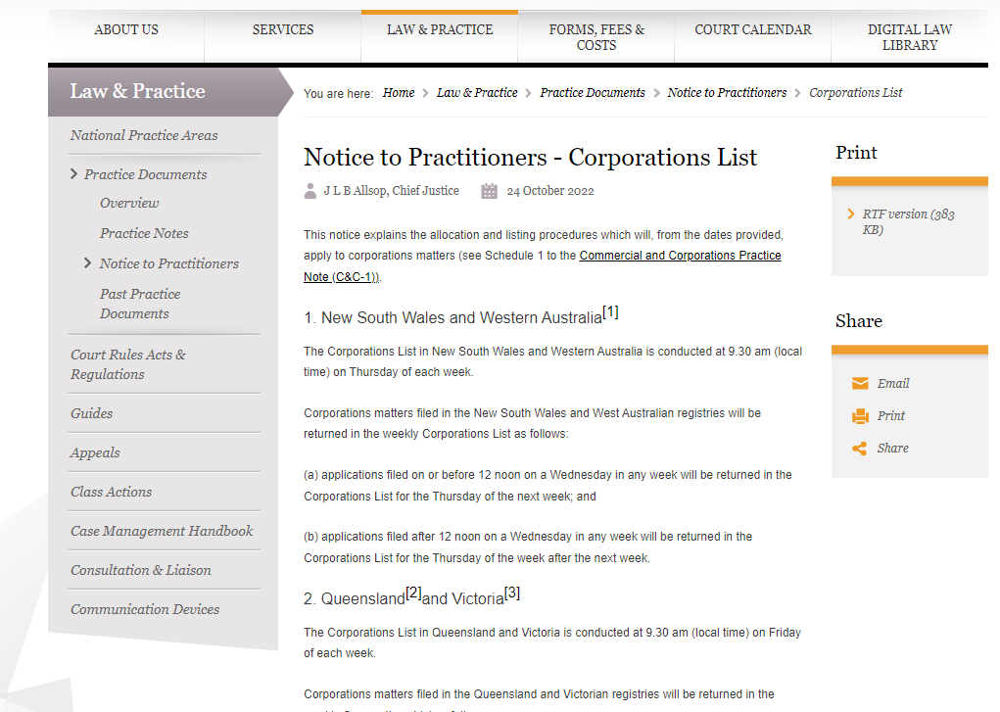 ABOUT US
SERVICES
LAW & PRACTICE
FORMS, FEES &
COSTS
COURT CALENDAR
DIGITAL LAW
LIBRARY
Law & Practice
National Practice Areas
Practice Documents
Overview
Practice Notes
Notice to Practitioners
Past Practice
Documents
Court Rules Acts &
Regulations
Guides
Appeals
Class Actions
Case Management Handbook
Consultation & Liaison
Communication Devices
You are here: Home > Law & Practice > Practice Documents > Notice to Practitioners > Corporations List
Notice to Practitioners - Corporations List
J L B Allsop, Chief Justice 24 October 2022
This notice explains the allocation and listing procedures which will, from the dates provided,
apply to corporations matters (see Schedule 1 to the Commercial and Corporations Practice
Note (C&C-1)).
1. New South Wales and Western Australia[1]
The Corporations List in New South Wales and Western Australia is conducted at 9.30 am (local
time) on Thursday of each week.
Corporations matters filed in the New South Wales and West Australian registries will be
returned in the weekly Corporations List as follows:
(a) applications filed on or before 12 noon on a Wednesday in any week will be returned in the
Corporations List for the Thursday of the next week; and
(b) applications filed after 12 noon on a Wednesday in any week will be returned in the
Corporations List for the Thursday of the week after the next week.
2. Queensland[2]and Victoria[3]
The Corporations List in Queensland and Victoria is conducted at 9.30 am (local time) on Friday
of each week.
Corporations matters filed in the Queensland and Victorian registries will be returned in the
Print
RTF version (383
KB)
Share
Email
Print
Share